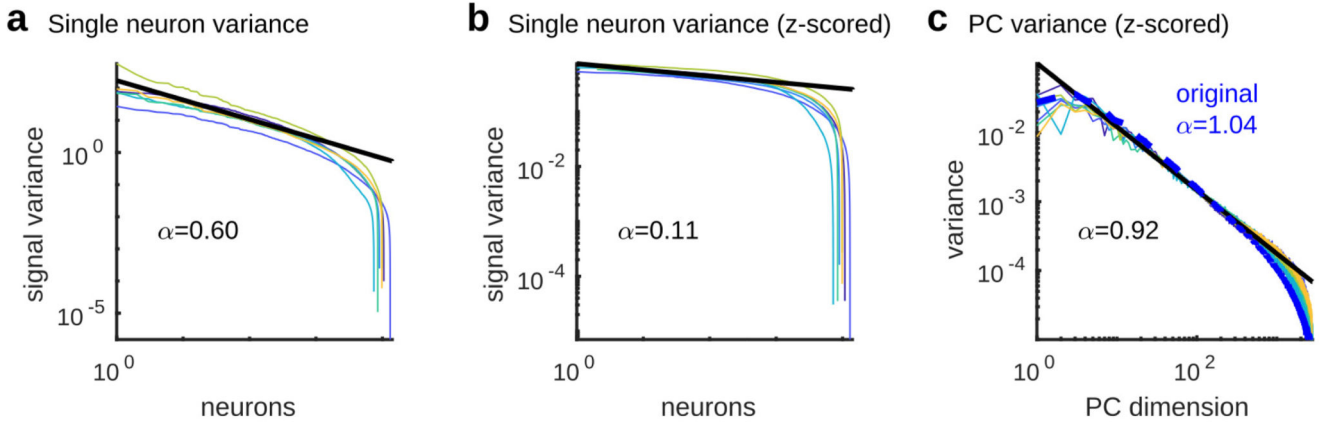 a Single neuron variance
signal variance
10^0
10^-5
α=0.60
10^0
neurons
b Single neuron variance (z-scored)
signal variance
10^-2
10^-4
α=0.11
10^0
neurons
c PC variance (z-scored)
variance
10^-2
10^-3
10^-4
original
α=1.04
α=0.92
10^0
10^2
PC dimension